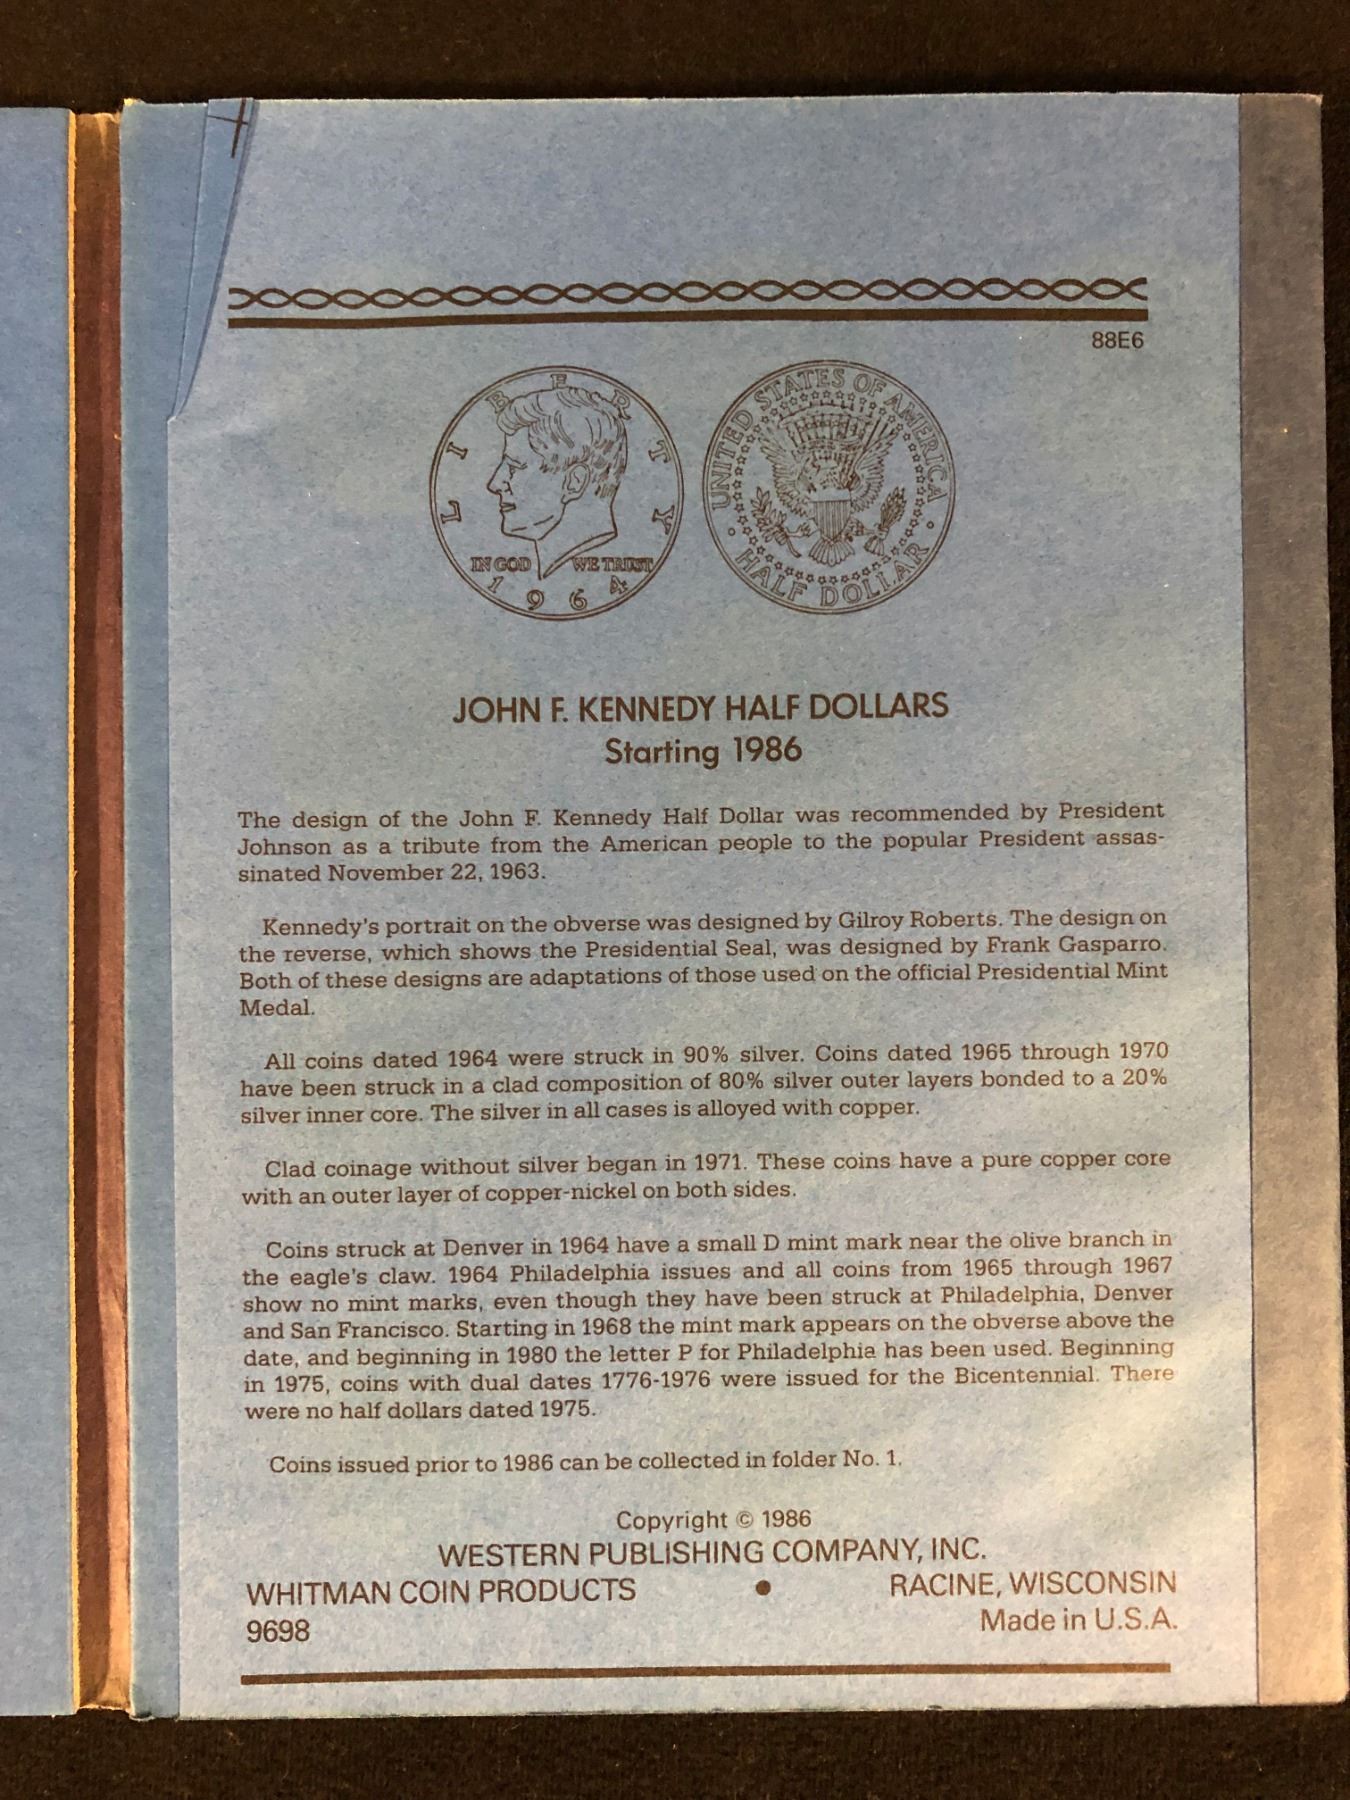 88E6
LIBERTY
IN GOD WE TRUST
1964
UNITED STATES OF AMERICA
HALF DOLLAR
JOHN F. KENNEDY HALF DOLLARS
Starting 1986
The design of the John F. Kennedy Half Dollar was recommended by President
Johnson as a tribute from the American people to the popular President assas-
sinated November 22, 1963.
Kennedy's portrait on the obverse was designed by Gilroy Roberts. The design on
the reverse, which shows the Presidential Seal, was designed by Frank Gasparro.
Both of these designs are adaptations of those used on the official Presidential Mint
Medal.
All coins dated 1964 were struck in 90% silver. Coins dated 1965 through 1970
have been struck in a clad composition of 80% silver outer layers bonded to a 20%
silver inner core. The silver in all cases is alloyed with copper.
Clad coinage without silver began in 1971. These coins have a pure copper core
with an outer layer of copper-nickel on both sides.
Coins struck at Denver in 1964 have a small D mint mark near the olive branch in
the eagle's claw. 1964 Philadelphia issues and all coins from 1965 through 1967
show no mint marks, even though they have been struck at Philadelphia, Denver
and San Francisco. Starting in 1968 the mint mark appears on the obverse above the
date, and beginning in 1980 the letter P for Philadelphia has been used. Beginning
in 1975, coins with dual dates 1776-1976 were issued for the Bicentennial. There
were no half dollars dated 1975.
Coins issued prior to 1986 can be collected in folder No. 1.
Copyright © 1986
WESTERN PUBLISHING COMPANY, INC.
WHITMAN COIN PRODUCTS • RACINE, WISCONSIN
9698 Made in U.S.A.